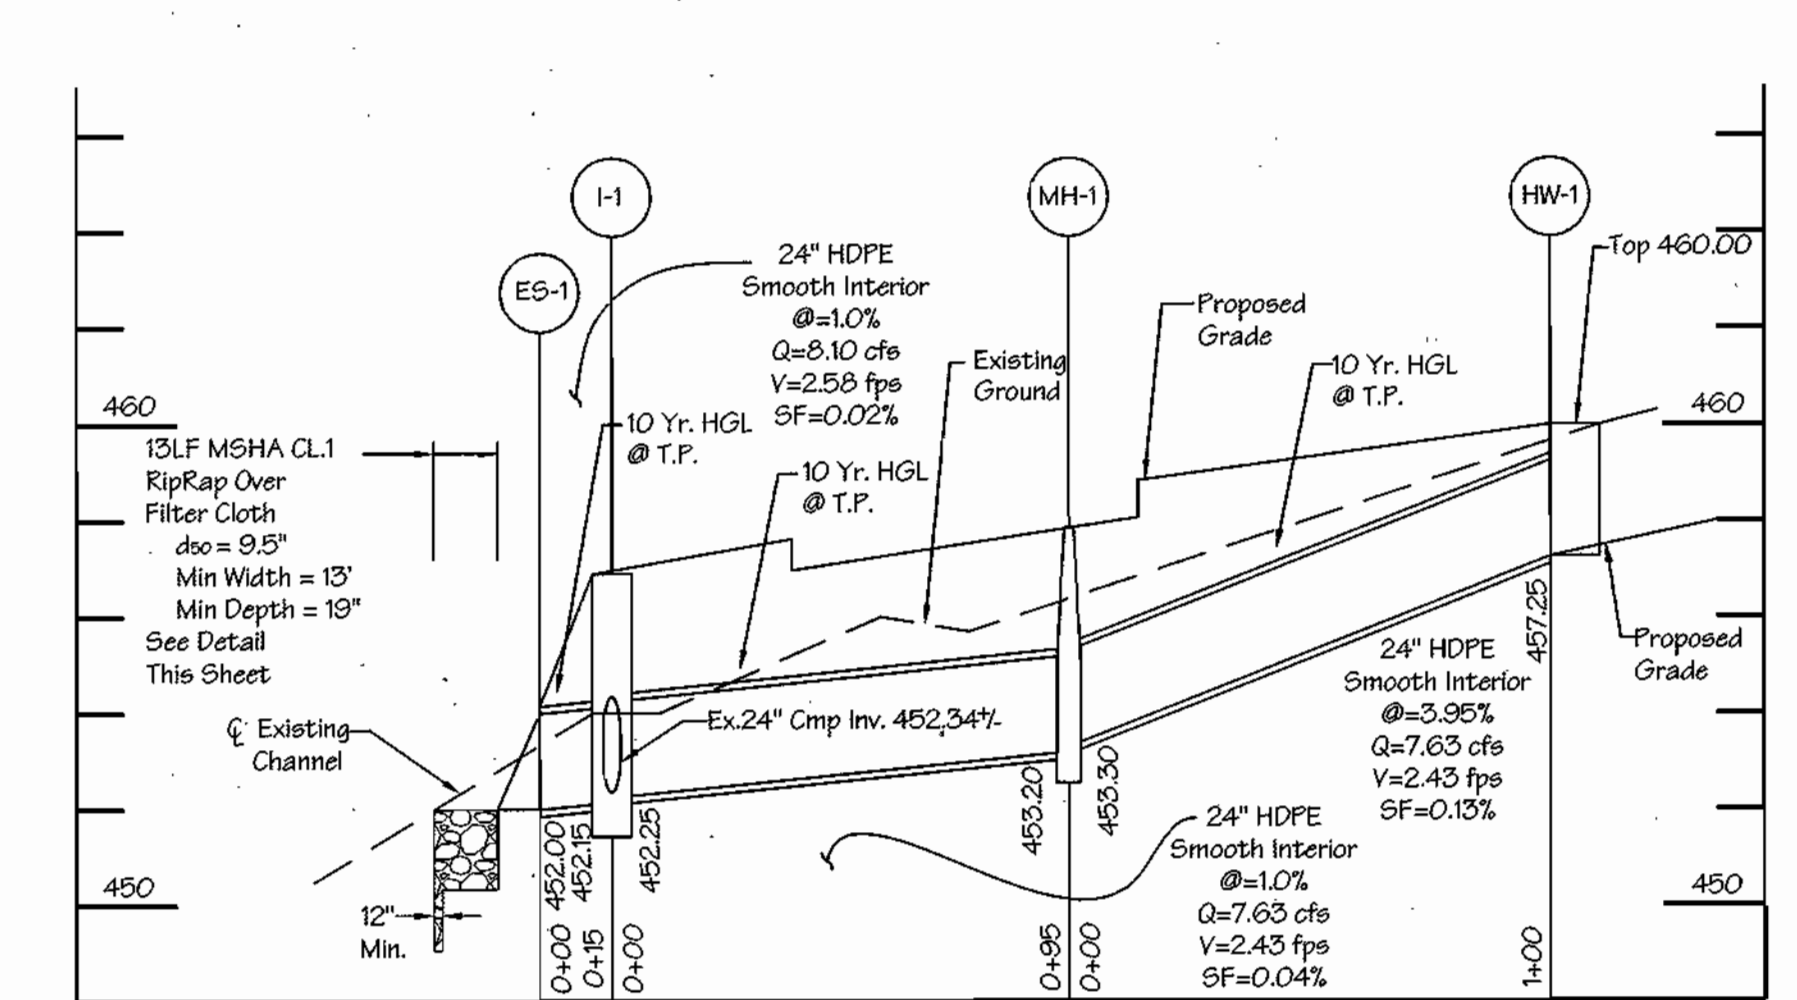 I-1
MH-1
HW-1
ES-1
24" HDPE
Smooth Interior
@=1.0%
Q=8.10 cfs
V=2.58 fps
SF=0.02%
Top 460.00
Proposed
Grade
Existing
Ground
10 Yr. HGL
@ T.P.
10 Yr. HGL
@ T.P.
10 Yr. HGL
@ T.P.
460
460
13LF MSHA CL.1
RipRap Over
Filter Cloth
d50 = 9.5"
Min Width = 13'
Min Depth = 19"
See Detail
This Sheet
℄ Existing
Channel
Ex.24" Cmp Inv. 452.34+/-
457.25
Proposed
Grade
24" HDPE
Smooth Interior
@=3.95%
Q=7.63 cfs
V=2.43 fps
SF=0.13%
453.20
453.30
24" HDPE
Smooth Interior
@=1.0%
Q=7.63 cfs
V=2.43 fps
SF=0.04%
452.00
452.15
452.25
450
450
12"
Min.
0+00
0+15
0+00
0+95
0+00
1+00